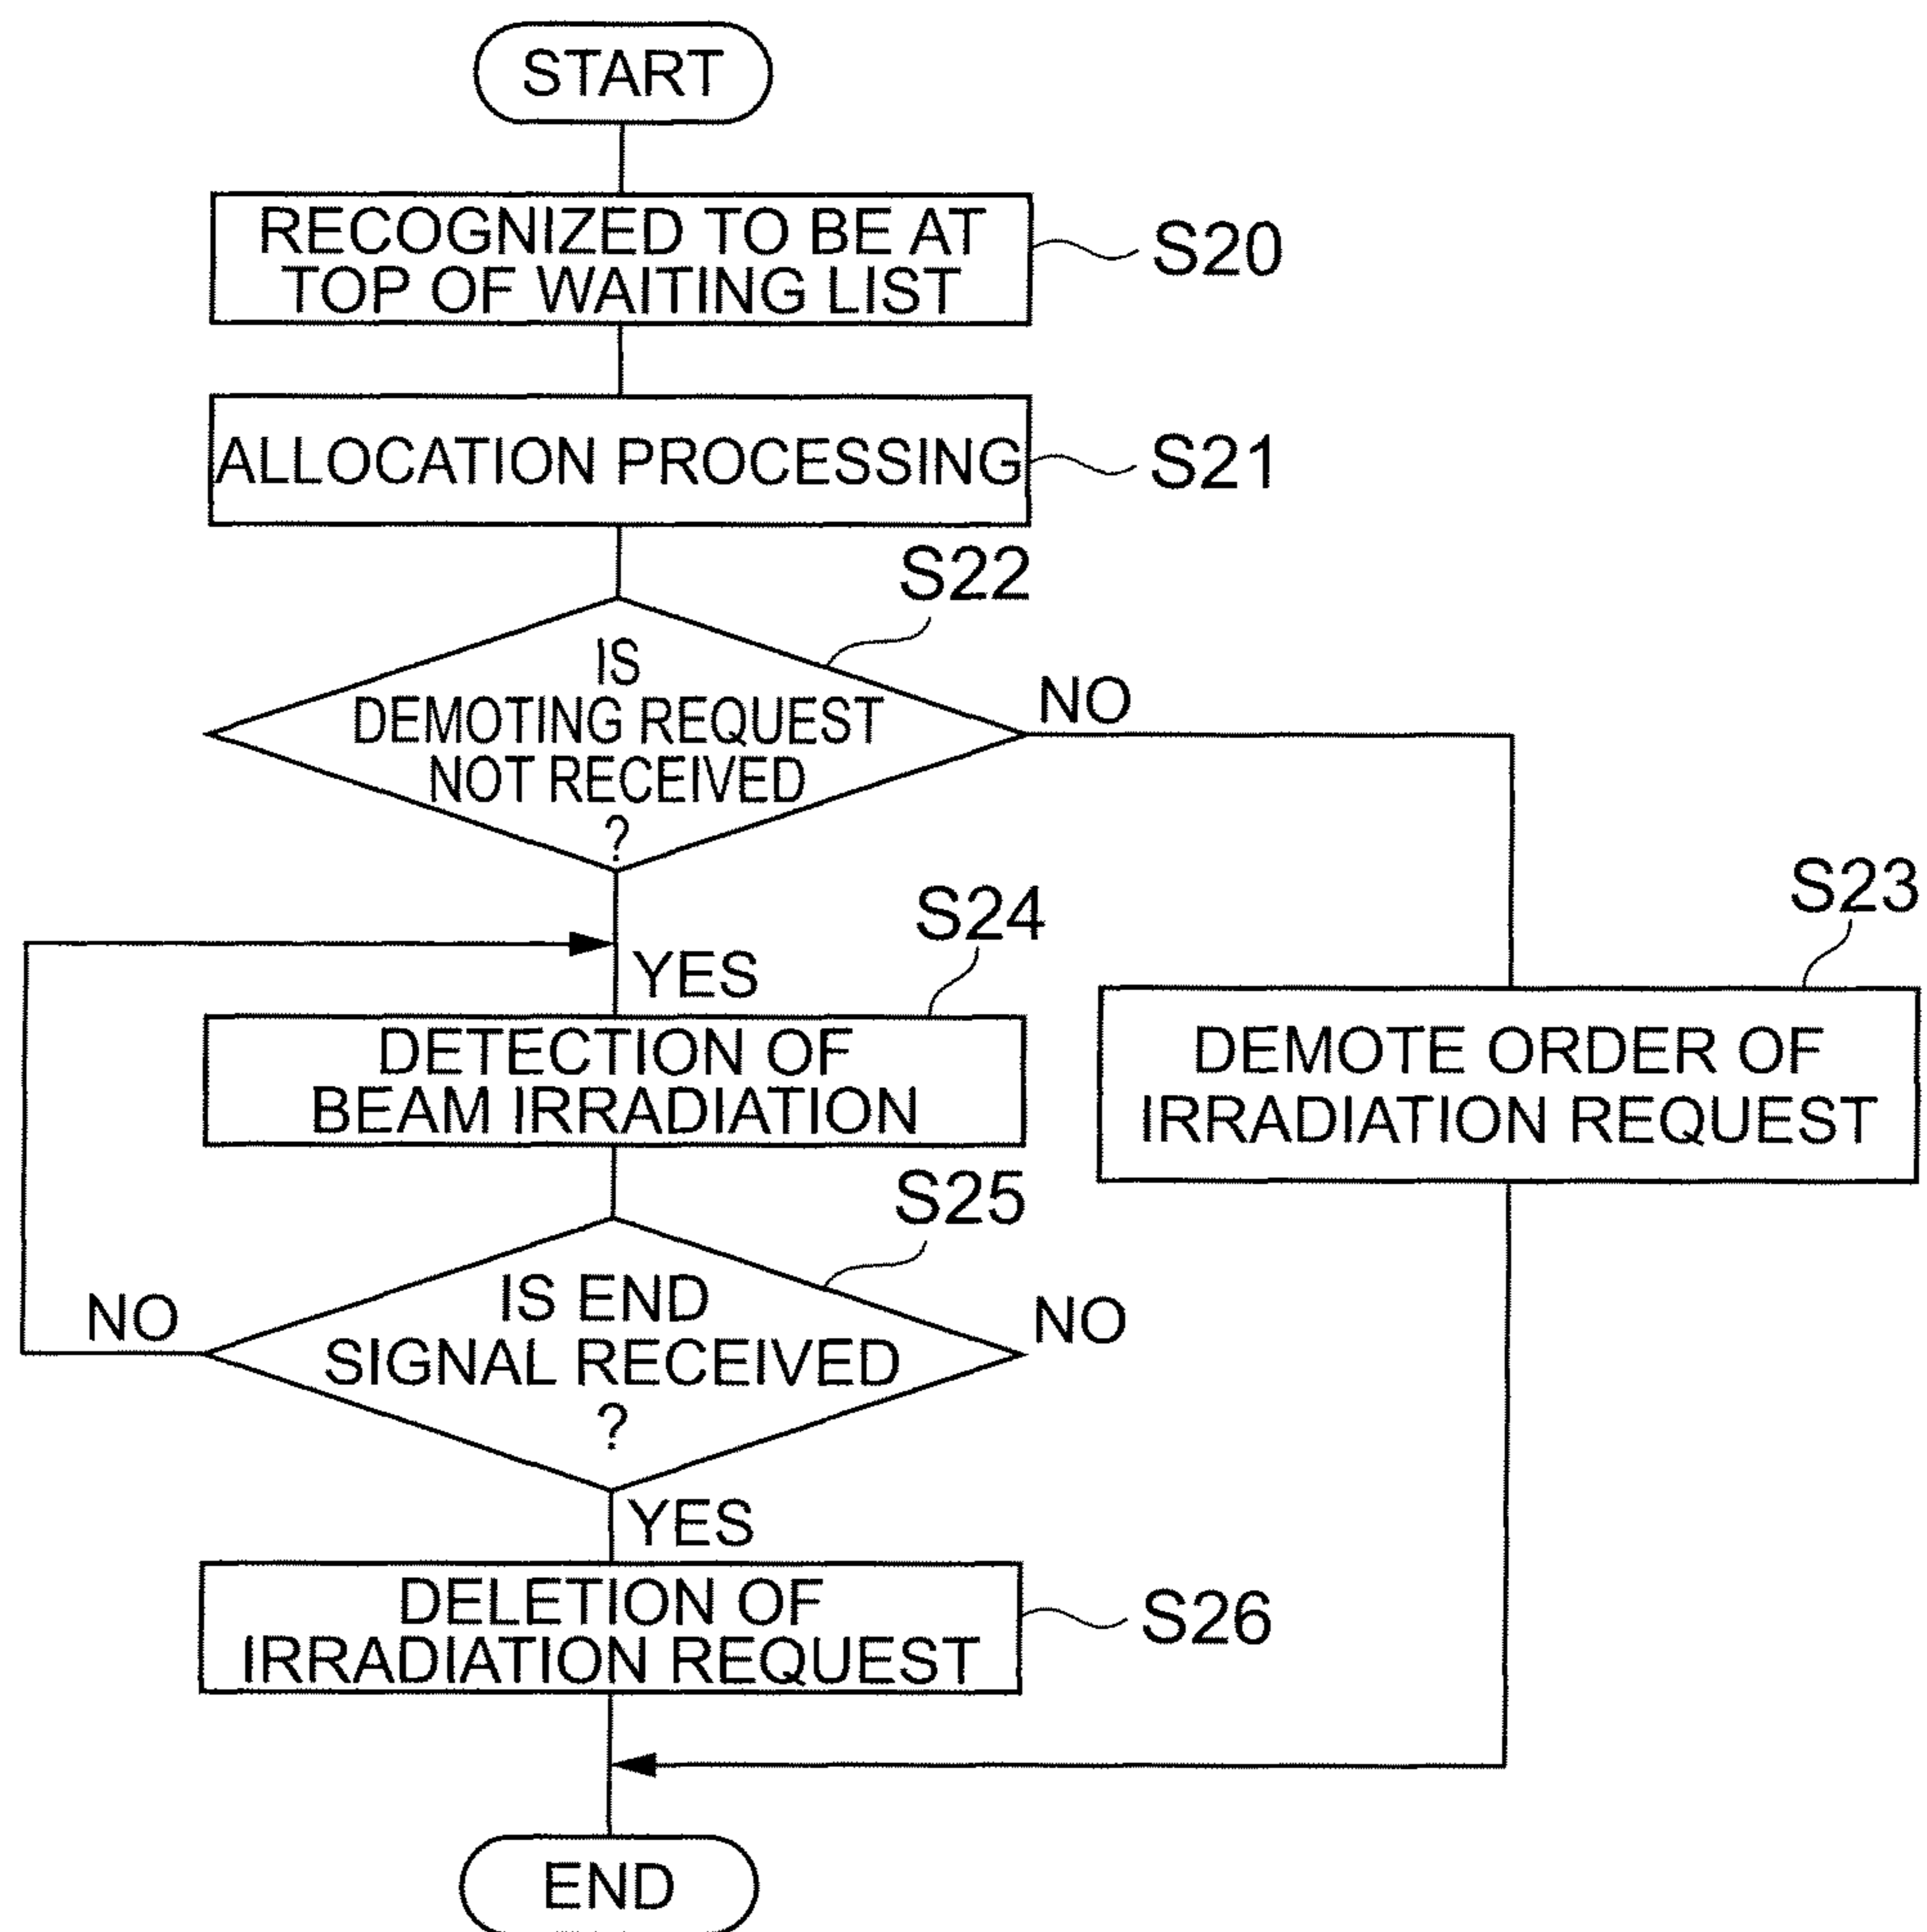 START
RECOGNIZED TO BE AT
TOP OF WAITING LIST
S20
ALLOCATION PROCESSING
S21
S22
IS
DEMOTING REQUEST
NOT RECEIVED
?
NO
S23
S24
YES
DETECTION OF
BEAM IRRADIATION
DEMOTE ORDER OF
IRRADIATION REQUEST
S25
NO
IS END
SIGNAL RECEIVED
?
NO
YES
DELETION OF
IRRADIATION REQUEST
S26
END